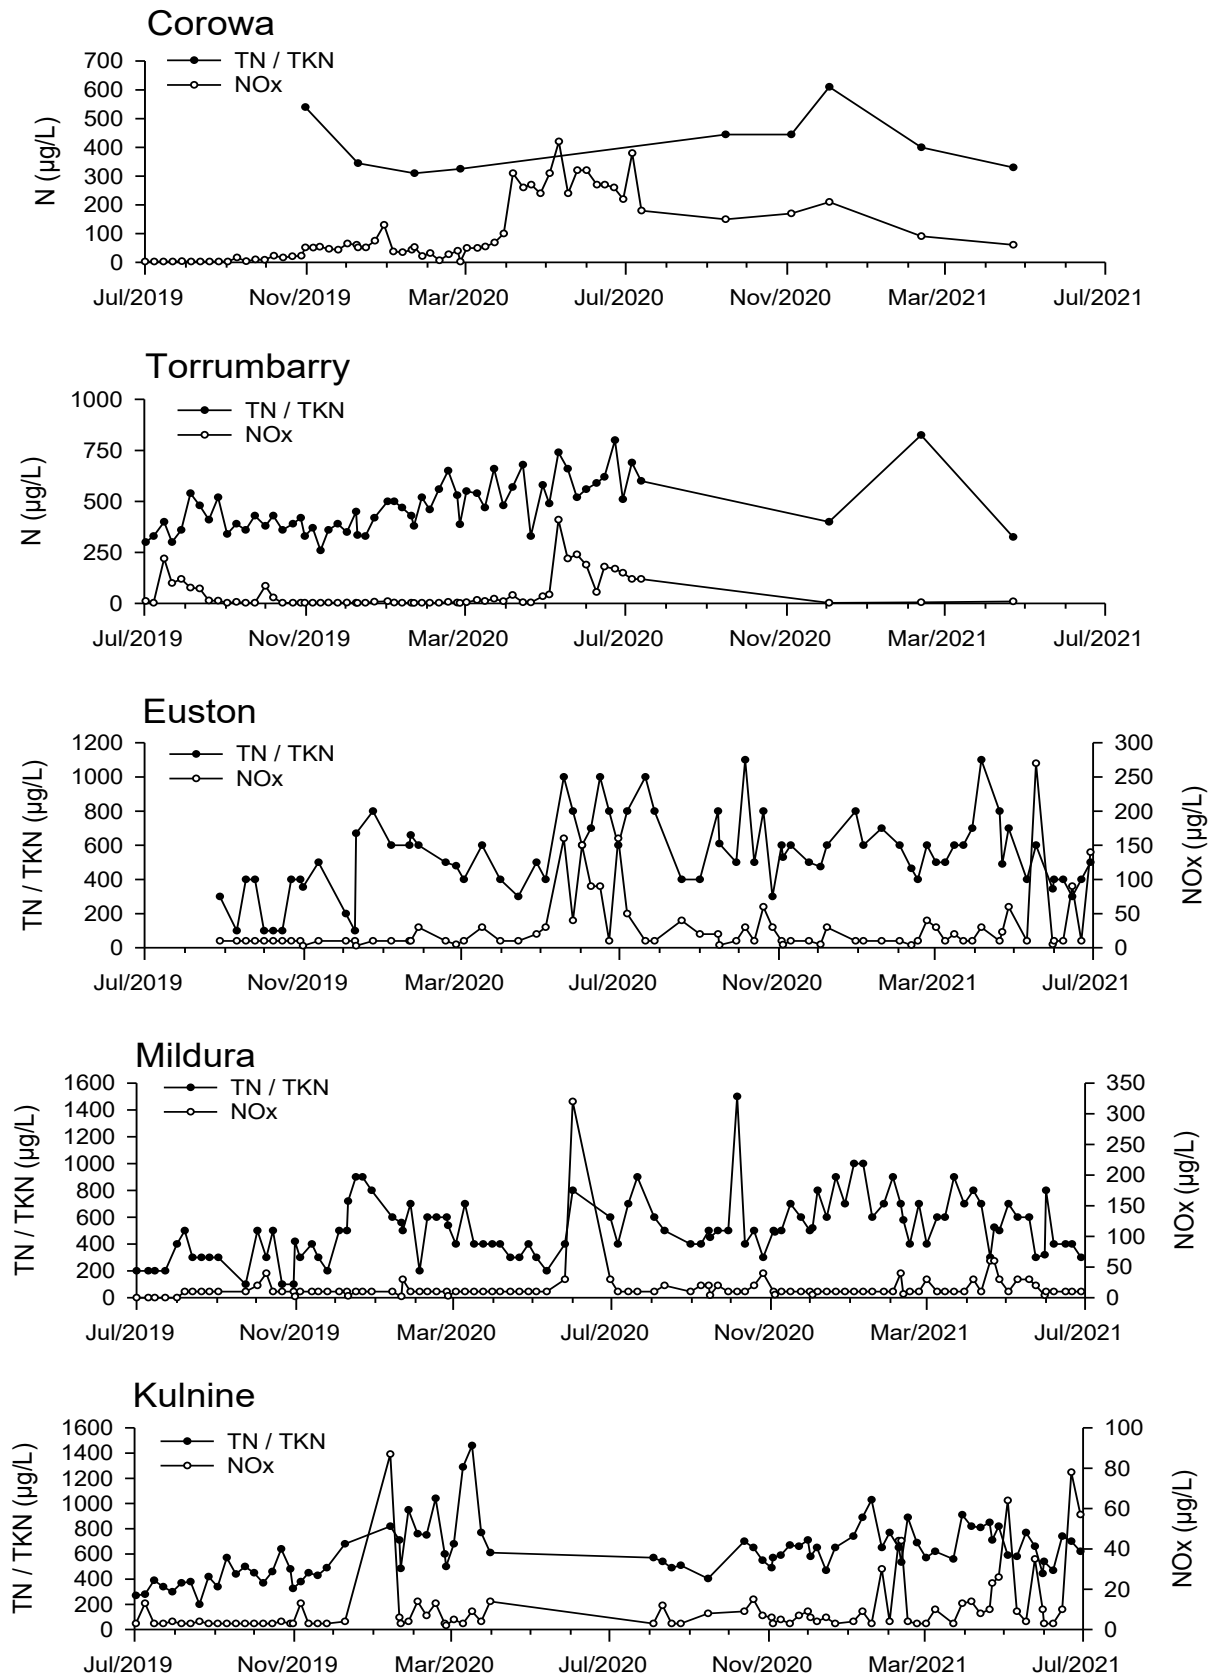 Corowa
TN / TKN
NOx
N (µg/L)
700
600
500
400
300
200
100
0
Jul/2019 Nov/2019 Mar/2020 Jul/2020 Nov/2020 Mar/2021 Jul/2021
Torrumbarry
TN / TKN
NOx
N (µg/L)
1000
750
500
250
0
Jul/2019 Nov/2019 Mar/2020 Jul/2020 Nov/2020 Mar/2021 Jul/2021
Euston
TN / TKN
NOx
TN / TKN (µg/L)
1200
1000
800
600
400
200
0
NOx (µg/L)
300
250
200
150
100
50
0
Jul/2019 Nov/2019 Mar/2020 Jul/2020 Nov/2020 Mar/2021 Jul/2021
Mildura
TN / TKN
NOx
TN / TKN (µg/L)
1600
1400
1200
1000
800
600
400
200
0
NOx (µg/L)
350
300
250
200
150
100
50
0
Jul/2019 Nov/2019 Mar/2020 Jul/2020 Nov/2020 Mar/2021 Jul/2021
Kulnine
TN / TKN
NOx
TN / TKN (µg/L)
1600
1400
1200
1000
800
600
400
200
0
NOx (µg/L)
100
80
60
40
20
0
Jul/2019 Nov/2019 Mar/2020 Jul/2020 Nov/2020 Mar/2021 Jul/2021